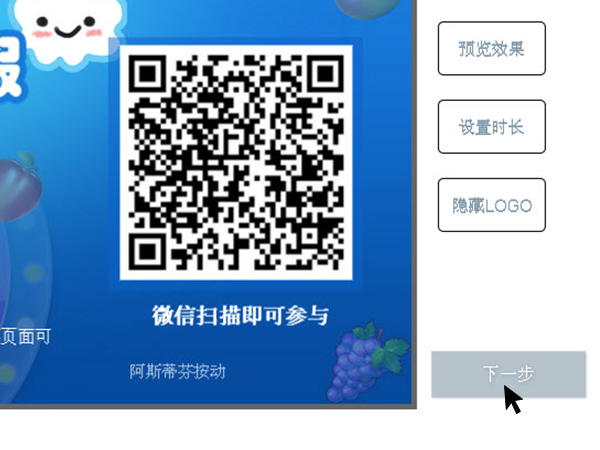 报
预览效果
设置时长
隐藏LOGO
微信扫描即可参与
页面可
阿斯蒂芬按动
下一步